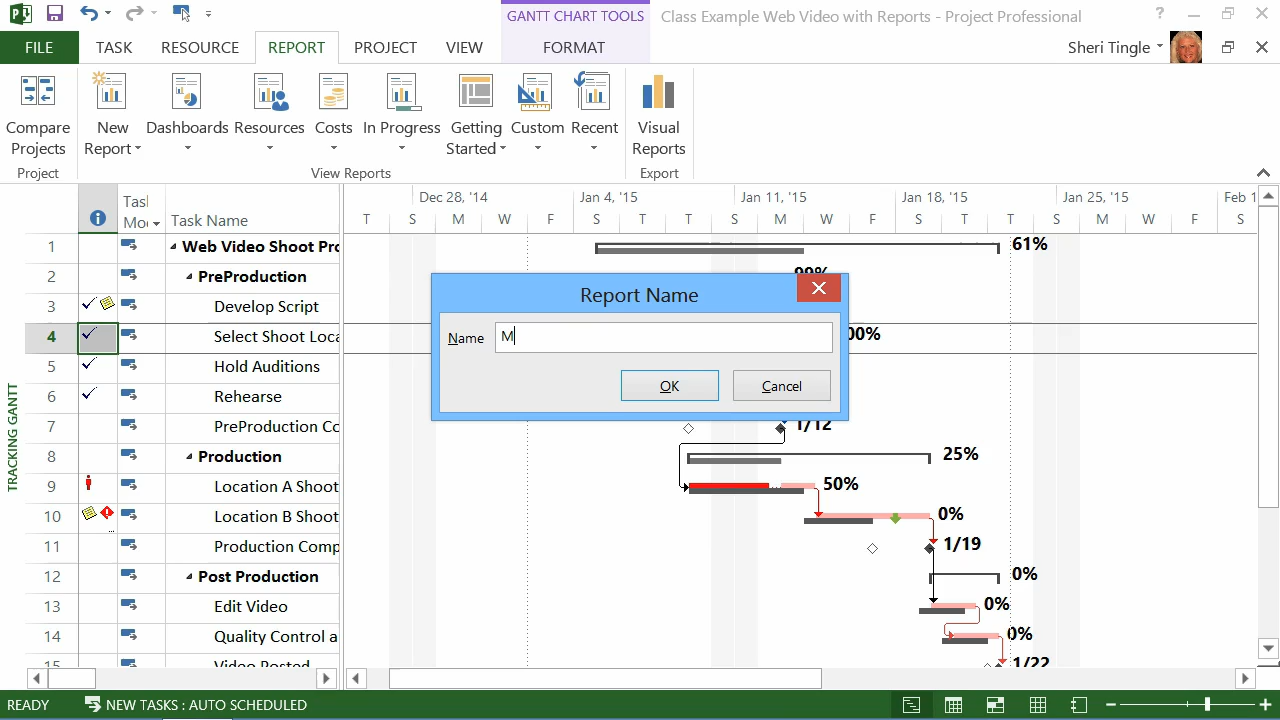 GANTT CHART TOOLS
Class Example Web Video with Reports - Project Professional
?
FILE TASK RESOURCE REPORT PROJECT VIEW FORMAT
Sheri Tingle
Compare Projects
New Report
Dashboards
Resources
Costs
In Progress
Getting Started
Custom
Recent
Visual Reports
Project
View Reports
Export
Task Name
Dec 28, '14 Jan 4, '15 Jan 11, '15 Jan 18, '15 Jan 25, '15 Feb 1
T S M W F S T T S M W F S T T S M W F S
TRACKING GANTT
1 Web Video Shoot Pro 61%
2 PreProduction
3 Develop Script
4 Select Shoot Loca 00%
5 Hold Auditions
6 Rehearse
7 PreProduction Co 1/12
8 Production 25%
9 Location A Shoot 50%
10 Location B Shoot 0%
11 Production Comp 1/19
12 Post Production 0%
13 Edit Video 0%
14 Quality Control a 0%
15 Video Posted 1/22
Report Name
Name M
OK Cancel
READY NEW TASKS : AUTO SCHEDULED